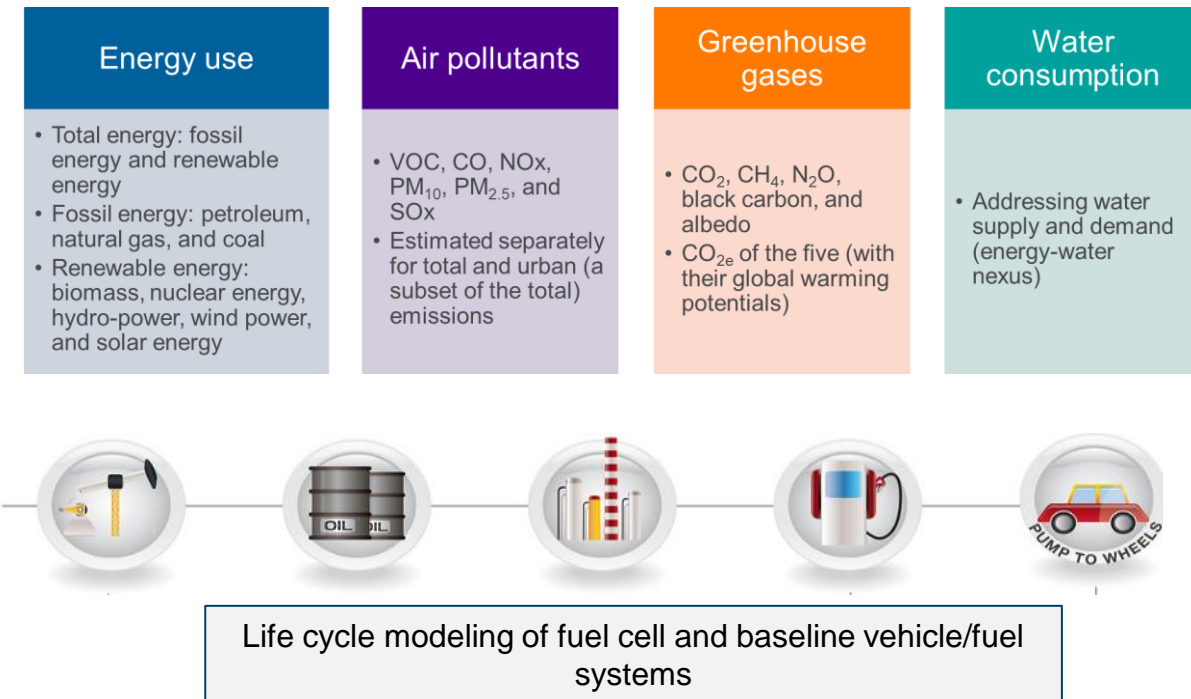 Energy use
• Total energy: fossil
energy and renewable
energy
• Fossil energy: petroleum,
natural gas, and coal
• Renewable energy:
biomass, nuclear energy,
hydro-power, wind power,
and solar energy
Air pollutants
• VOC, CO, NOx,
PM₁₀, PM₂.₅, and
SOx
• Estimated separately
for total and urban (a
subset of the total)
emissions
Greenhouse
gases
• CO₂, CH₄, N₂O,
black carbon, and
albedo
• CO₂ₑ of the five (with
their global warming
potentials)
Water
consumption
• Addressing water
supply and demand
(energy-water
nexus)
OIL OIL
PUMP TO WHEELS
Life cycle modeling of fuel cell and baseline vehicle/fuel
systems